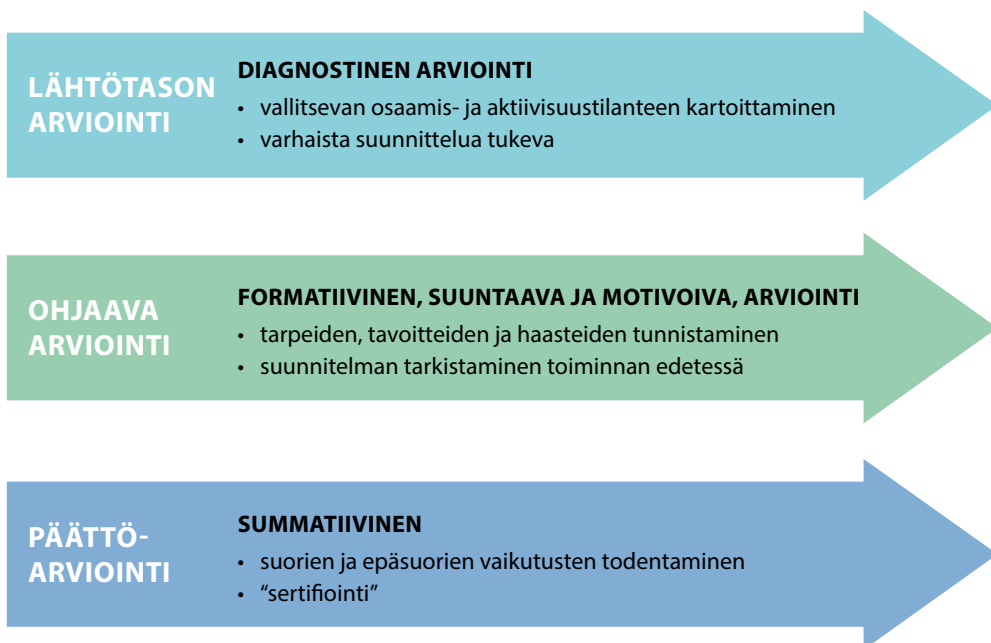 LÄHTÖTASON
ARVIOINTI
DIAGNOSTINEN ARVIOINTI
• vallitsevan osaamis- ja aktiivisuustilanteen kartoittaminen
• varhaista suunnittelua tukeva
OHJAAVA
ARVIOINTI
FORMATIIVINEN, SUUNTAAVA JA MOTIVOIVA, ARVIOINTI
• tarpeiden, tavoitteiden ja haasteiden tunnistaminen
• suunnitelman tarkistaminen toiminnan edetessä
PÄÄTTÖ-
ARVIOINTI
SUMMATIIVINEN
• suorien ja epäsuorien vaikutusten todentaminen
• “sertifiointi”